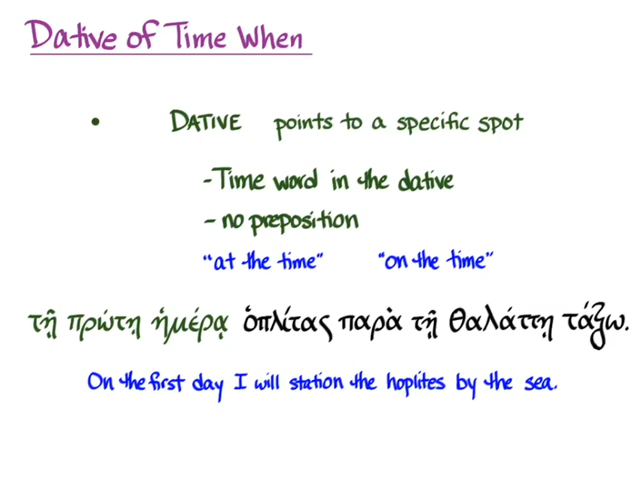 Dative of Time When
• DATIVE points to a specific spot
- Time word in the dative
- no preposition
"at the time" "on the time"
τῇ πρώτῃ ἡμέρᾳ ὁπλίτας παρὰ τῇ θαλάττῃ τάξω.
On the first day I will station the hoplites by the sea.